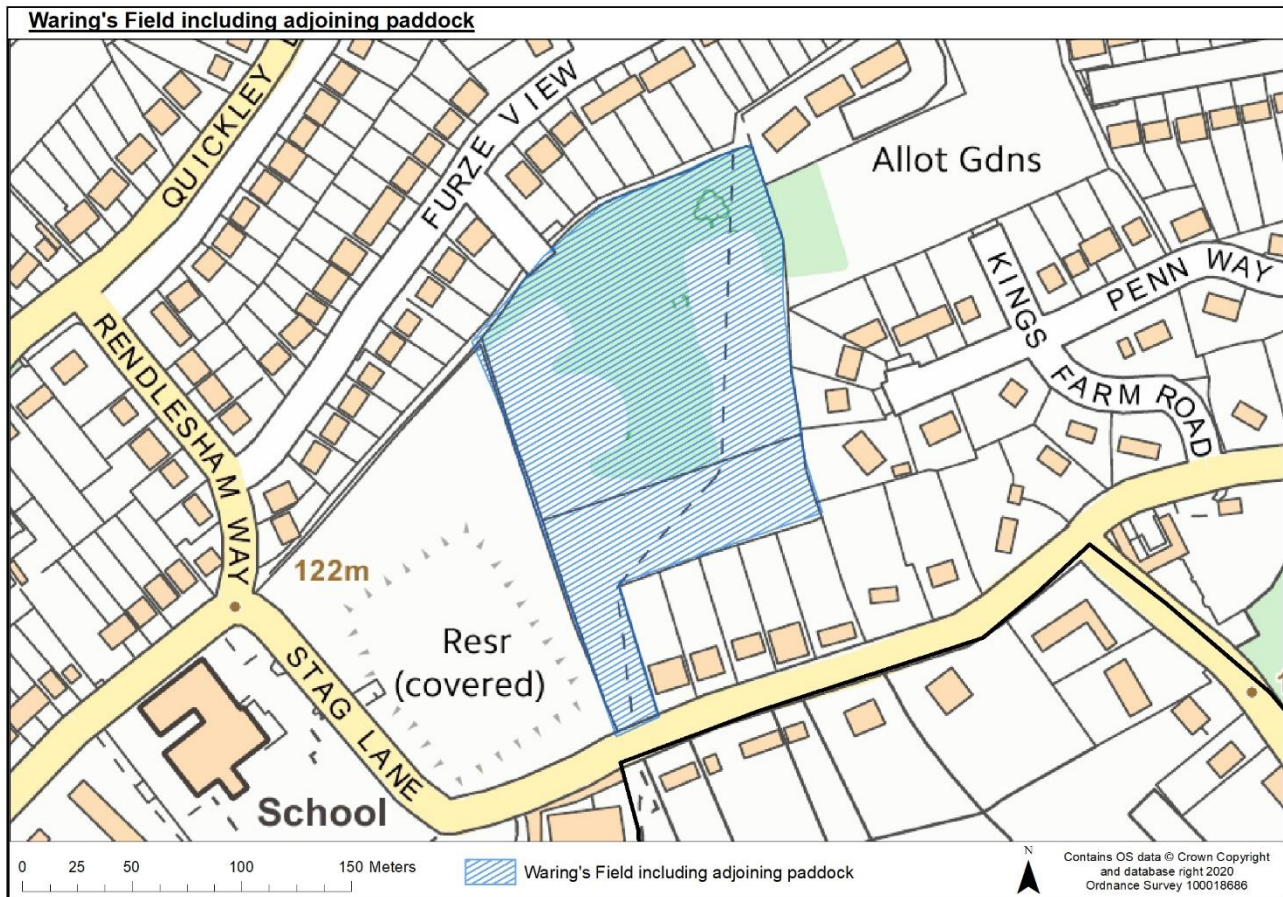 Waring's Field including adjoining paddock
QUICKLEY
FURZE VIEW
Allot Gdns
KINGS FARM ROAD
PENN WAY
RENDLESHAM WAY
122m
Resr
(covered)
STAG LANE
School
0 25 50 100 150 Meters
Waring's Field including adjoining paddock
N
Contains OS data © Crown Copyright
and database right 2020
Ordnance Survey 100018686